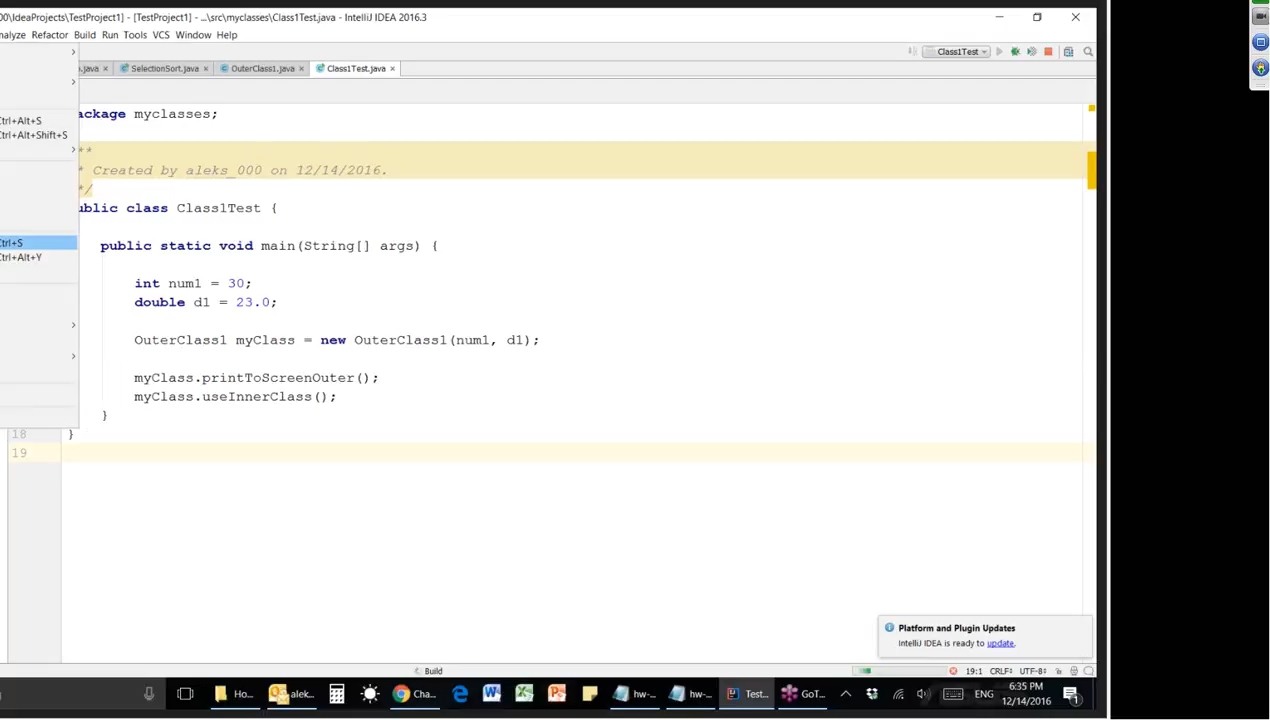 00\IdeaProjects\TestProject1] - [TestProject1] - ...\src\myclasses\Class1Test.java - IntelliJ IDEA 2016.3
nalyze Refactor Build Run Tools VCS Window Help
Class1Test
.java SelectionSort.java OuterClass1.java Class1Test.java
ackage myclasses;
Ctrl+Alt+S
Ctrl+Alt+Shift+S
**
* Created by aleks_000 on 12/14/2016.
*/
ublic class Class1Test {
Ctrl+S
public static void main(String[] args) {
Ctrl+Alt+Y
int num1 = 30;
double d1 = 23.0;
OuterClass1 myClass = new OuterClass1(num1, d1);
myClass.printToScreenOuter();
myClass.useInnerClass();
}
18 }
19
Platform and Plugin Updates
IntelliJ IDEA is ready to update.
Build
19:1 CRLF UTF-8
Ho... alek... Cha... hw-... hw-... Test... GoT... ENG 6:35 PM
12/14/2016
1